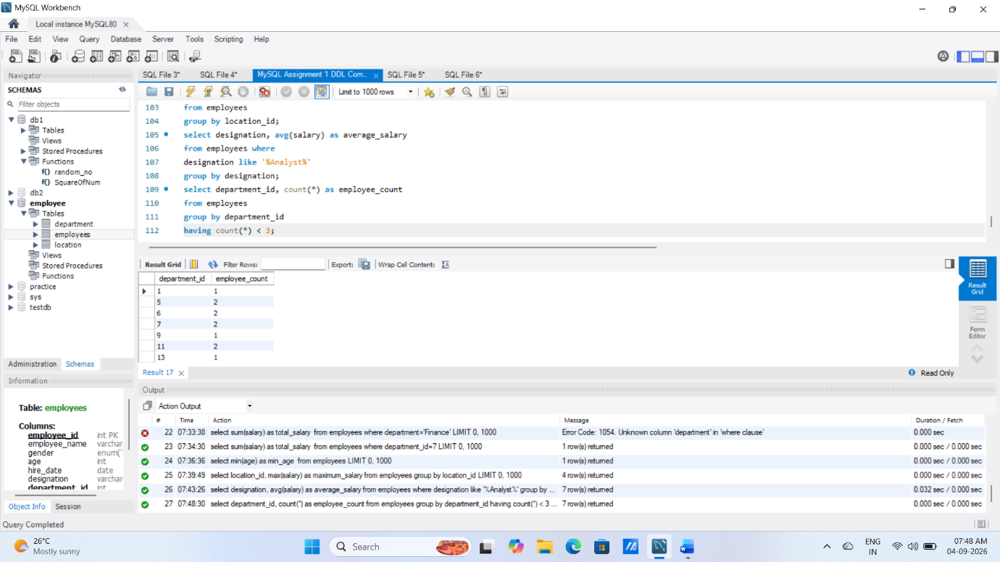 MySQL Workbench
Local instance MySQL80
File Edit View Query Database Server Tools Scripting Help
Navigator
SCHEMAS
Filter objects
db1
Tables
Views
Stored Procedures
Functions
f() random_no
f() SquareOfNum
db2
employee
Tables
department
employees
location
Views
Stored Procedures
Functions
practice
sys
testdb
Administration Schemas
Information
Table: employees
Columns:
employee_id int PK
employee_name varchar
gender enum('
age int
hire_date date
designation varchar
department_id int
Object Info Session
Query Completed
SQL File 3* SQL File 4* MySQL Assignment 1 DDL Com... SQL File 5* SQL File 6*
Limit to 1000 rows
103 from employees
104 group by location_id;
105 select designation, avg(salary) as average_salary
106 from employees where
107 designation like '%Analyst%'
108 group by designation;
109 select department_id, count(*) as employee_count
110 from employees
111 group by department_id
112 having count(*) < 3;
Result Grid Filter Rows: Export: Wrap Cell Contents:
department_id employee_count
1 1
5 2
6 2
7 2
9 1
11 2
13 1
Result Grid
Form Editor
Result 17 Read Only
Output
Action Output
# Time Action Message Duration / Fetch
22 07:33:38 select sum(salary) as total_salary from employees where department='Finance' LIMIT 0, 1000 Error Code: 1054. Unknown column 'department' in 'where clause' 0.000 sec
23 07:34:30 select sum(salary) as total_salary from employees where department_id=7 LIMIT 0, 1000 1 row(s) returned 0.000 sec / 0.000 sec
24 07:36:36 select min(age) as min_age from employees LIMIT 0, 1000 1 row(s) returned 0.000 sec / 0.000 sec
25 07:39:49 select location_id, max(salary) as maximum_salary from employees group by location_id LIMIT 0, 1000 4 row(s) returned 0.000 sec / 0.000 sec
26 07:43:26 select designation, avg(salary) as average_salary from employees where designation like '%Analyst%' group by ... 7 row(s) returned 0.032 sec / 0.000 sec
27 07:48:30 select department_id, count(*) as employee_count from employees group by department_id having count(*) < 3 ... 7 row(s) returned 0.000 sec / 0.000 sec
26°C
Mostly sunny
Search
ENG
IN
07:48 AM
04-09-2026